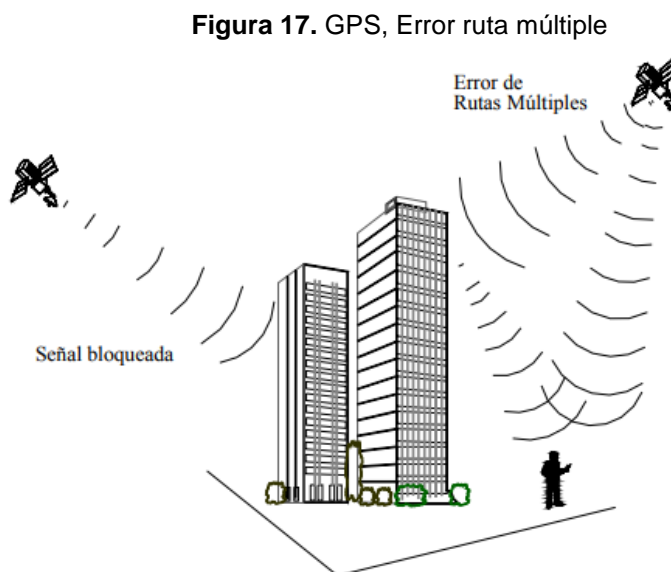 Figura 17. GPS, Error ruta múltiple
Error de
Rutas Múltiples
Señal bloqueada